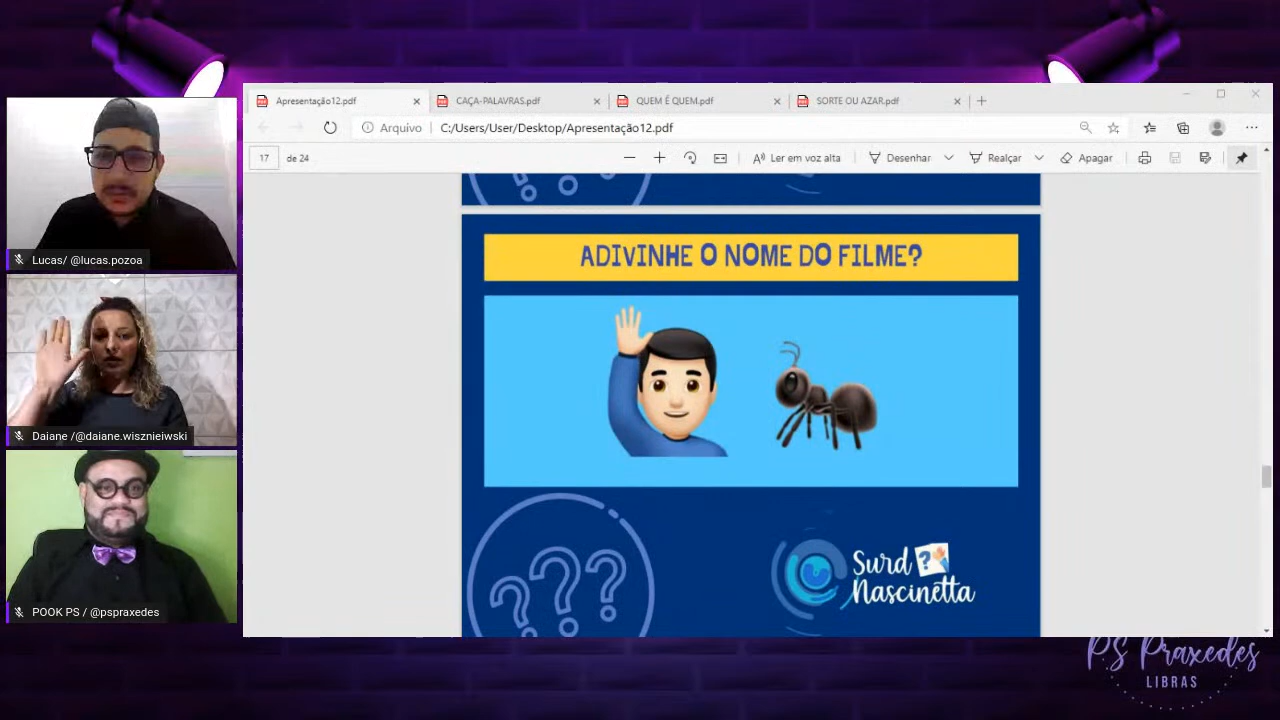 Apresentação12.pdf
CAÇA-PALAVRAS.pdf
QUEM É QUEM.pdf
SORTE OU AZAR.pdf
Arquivo
C:/Users/User/Desktop/Apresentação12.pdf
17 de 24
Ler em voz alta
Desenhar
Realçar
Apagar
ADIVINHE O NOME DO FILME?
???
Surd ?
Nascinetta
Lucas/ @lucas.pozoa
Daiane /@daiane.wisznieiwski
POOK PS / @pspraxedes
PS Praxedes
LIBRAS